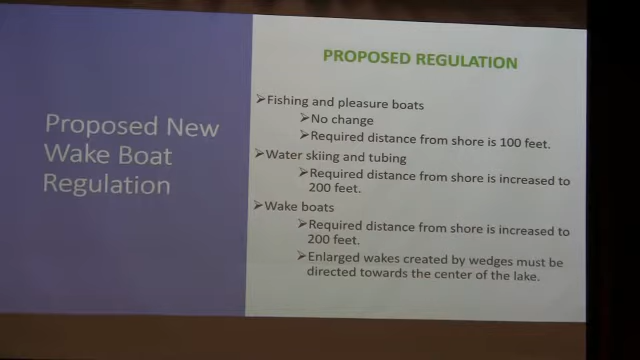 Proposed New
Wake Boat
Regulation
PROPOSED REGULATION
➢Fishing and pleasure boats
➢No change
➢Required distance from shore is 100 feet.
➢Water skiing and tubing
➢Required distance from shore is increased to
200 feet.
➢Wake boats
➢Required distance from shore is increased to
200 feet.
➢Enlarged wakes created by wedges must be
directed towards the center of the lake.